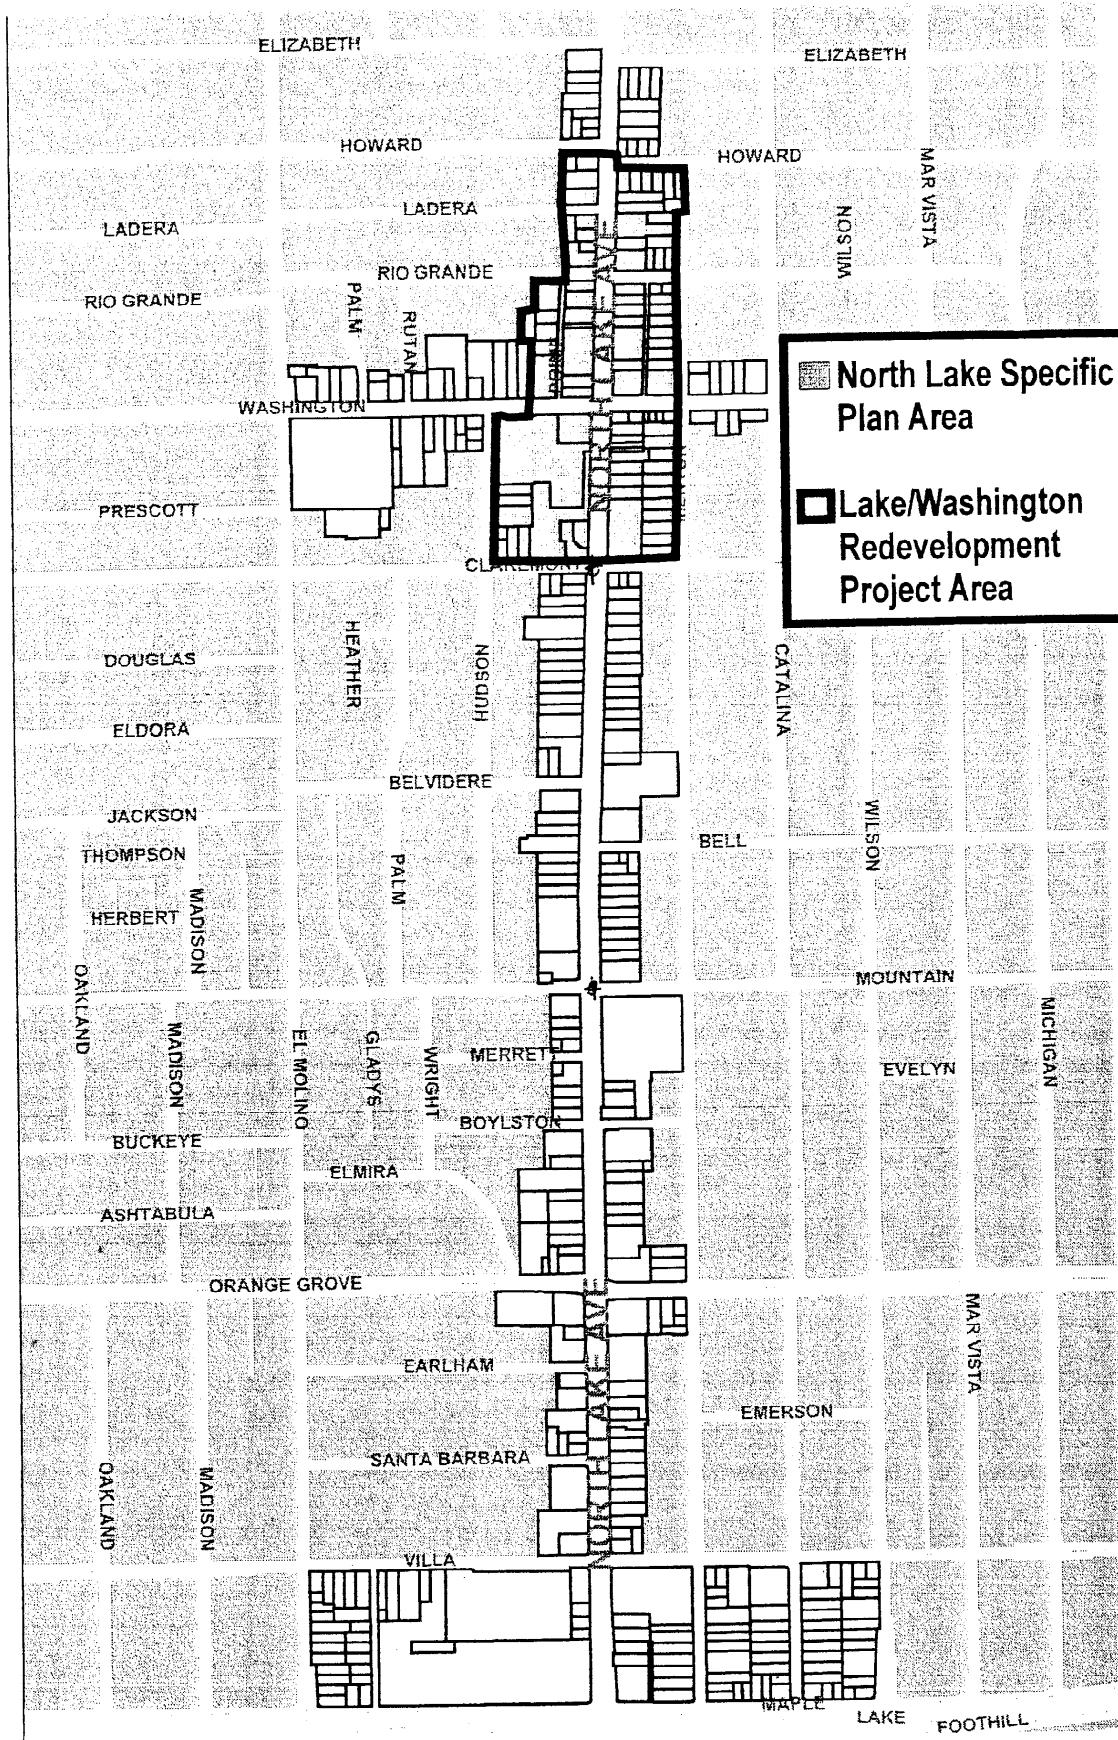 ELIZABETH
ELIZABETH
HOWARD
HOWARD
MAR VISTA
LADERA
LADERA
WILSON
NORTH LAKE AVE
RIO GRANDE
RIO GRANDE
PALM
RUTAN
WASHINGTON
North Lake Specific
Plan Area
Lake/Washington
Redevelopment
Project Area
PRESCOTT
CLAREMONT
HEATHER
HUDSON
CATALINA
DOUGLAS
ELDORA
BELVIDERE
JACKSON
WILSON
BELL
THOMPSON
PALM
MADISON
HERBERT
OAKLAND
MOUNTAIN
MICHIGAN
MADISON
EL MOLINO
GLADYS
WRIGHT
MERRETT
EVELYN
BOYLSTON
BUCKEYE
ELMIRA
ASHTABULA
ORANGE GROVE
NORTH LAKE AVE
MAR VISTA
EARLHAM
EMERSON
SANTA BARBARA
OAKLAND
MADISON
VILLA
MAPLE
LAKE
FOOTHILL